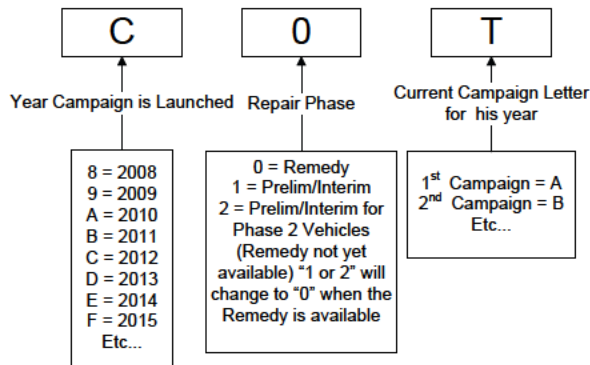 C 0 T
Year Campaign is Launched
Repair Phase
Current Campaign Letter
for his year
8 = 2008
9 = 2009
A = 2010
B = 2011
C = 2012
D = 2013
E = 2014
F = 2015
Etc...
0 = Remedy
1 = Prelim/Interim
2 = Prelim/Interim for
Phase 2 Vehicles
(Remedy not yet
available) “1 or 2” will
change to “0” when the
Remedy is available
1st Campaign = A
2nd Campaign = B
Etc...